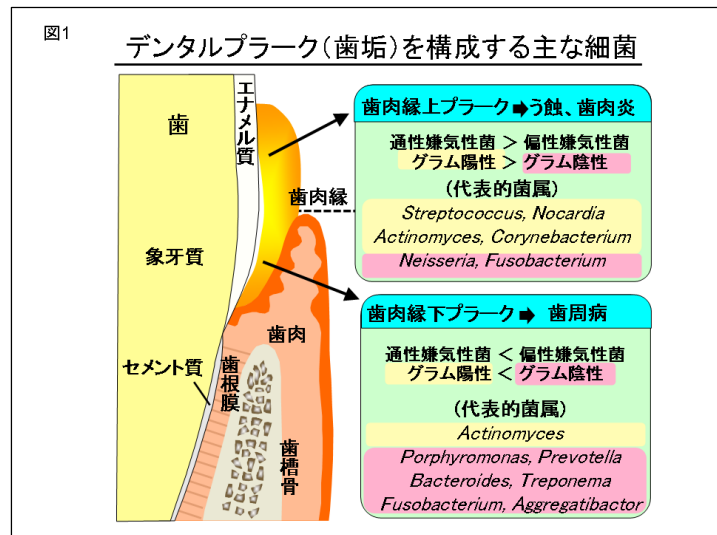 図1
デンタルプラーク(歯垢)を構成する主な細菌
歯
エナメル質
象牙質
セメント質
歯根膜
歯肉
歯槽骨
歯肉縁
歯肉縁上プラーク➡う蝕、歯肉炎
通性嫌気性菌 > 偏性嫌気性菌
グラム陽性 > グラム陰性
(代表的菌属)
Streptococcus, Nocardia
Actinomyces, Corynebacterium
Neisseria, Fusobacterium
歯肉縁下プラーク➡ 歯周病
通性嫌気性菌 < 偏性嫌気性菌
グラム陽性 < グラム陰性
(代表的菌属)
Actinomyces
Porphyromonas, Prevotella
Bacteroides, Treponema
Fusobacterium, Aggregatibactor